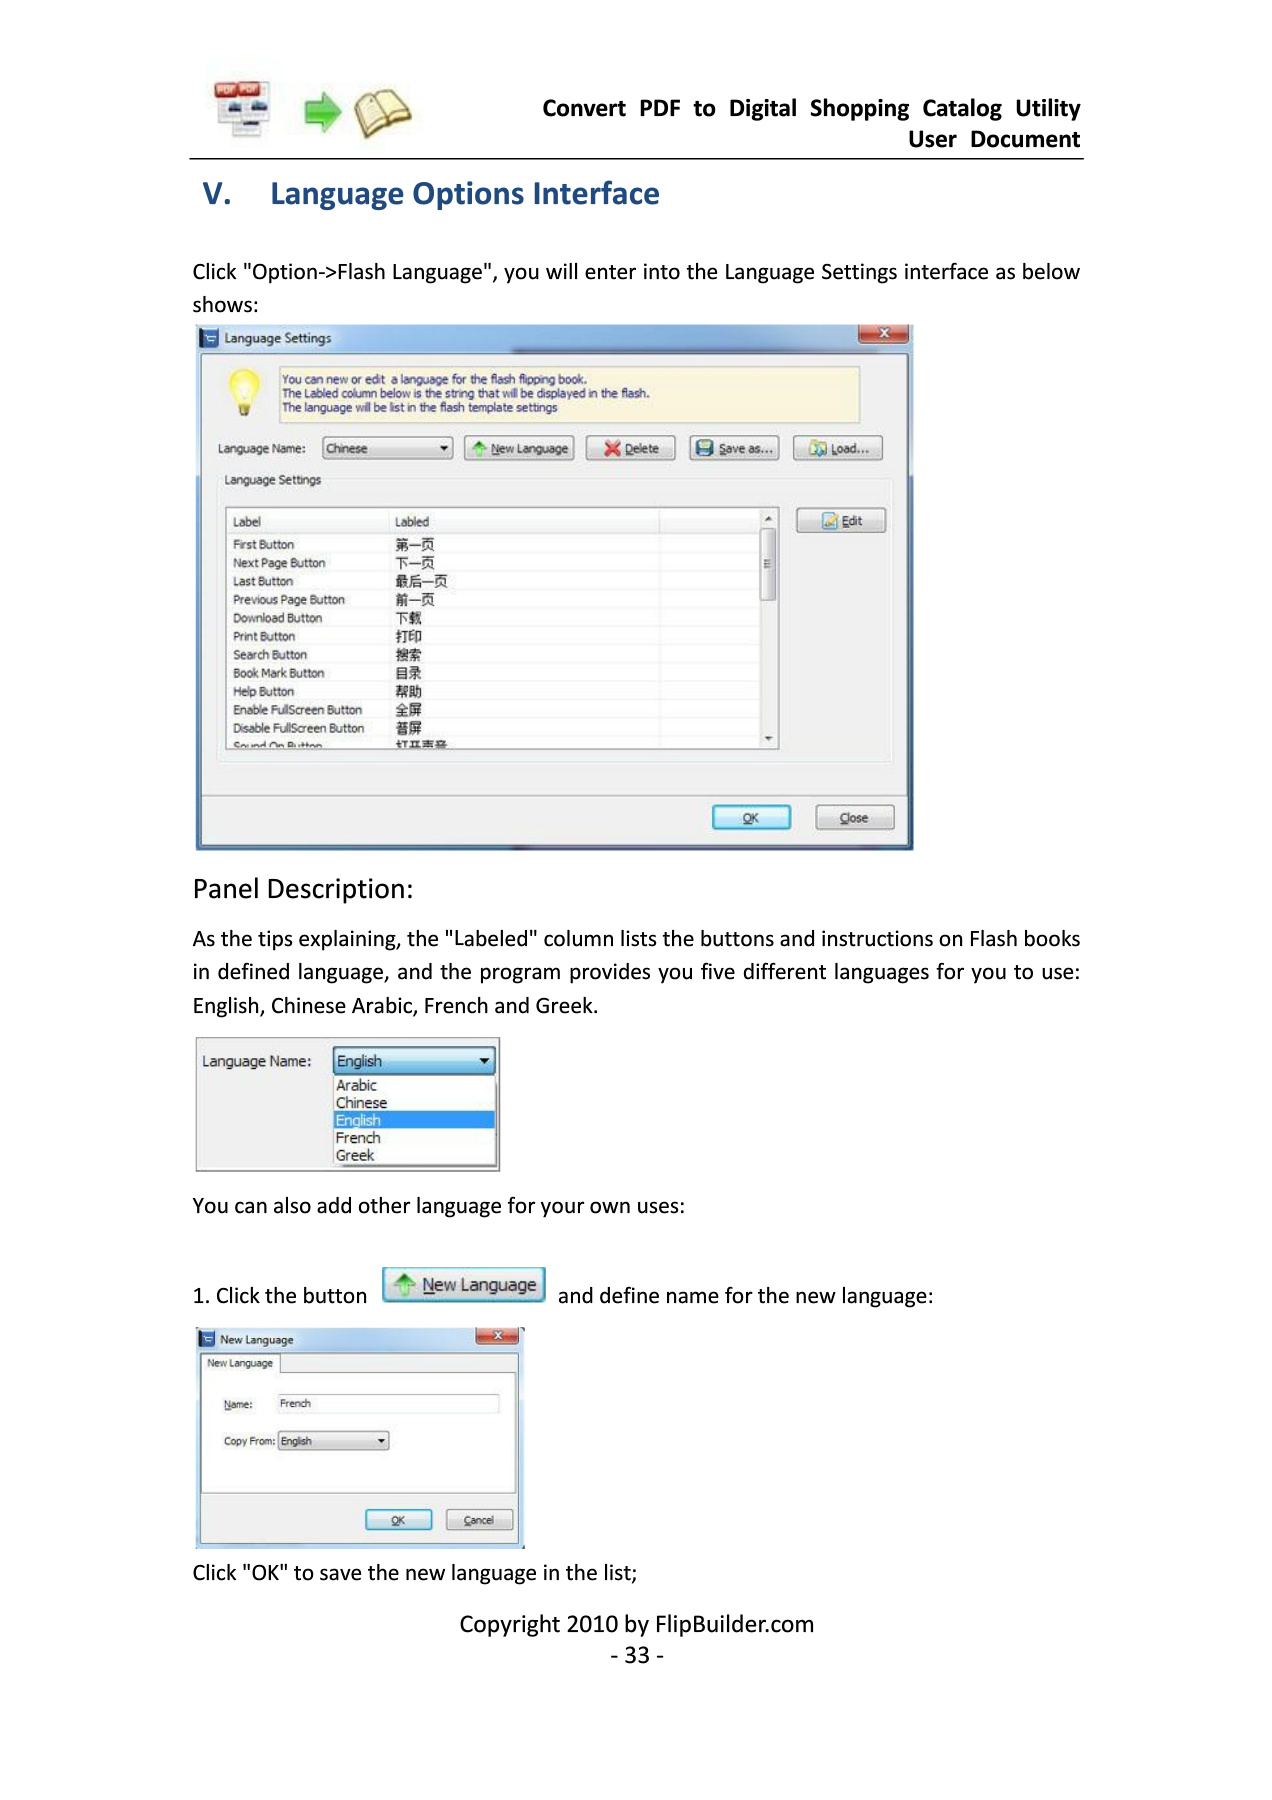 PDF PDF
Convert PDF to Digital Shopping Catalog Utility
User Document
V. Language Options Interface
Click "Option->Flash Language", you will enter into the Language Settings interface as below
shows:
Language Settings
You can new or edit a language for the flash flipping book.
The Labled column below is the string that will be displayed in the flash.
The language will be list in the flash template settings
Language Name: Chinese New Language Delete Save as... Load...
Language Settings
Label Labled
Edit
First Button 第一页
Next Page Button 下一页
Last Button 最后一页
Previous Page Button 前一页
Download Button 下载
Print Button 打印
Search Button 搜索
Book Mark Button 目录
Help Button 帮助
Enable FullScreen Button 全屏
Disable FullScreen Button 普屏
Sound On Button 打开声音
OK Close
Panel Description:
As the tips explaining, the "Labeled" column lists the buttons and instructions on Flash books
in defined language, and the program provides you five different languages for you to use:
English, Chinese Arabic, French and Greek.
Language Name: English
Arabic
Chinese
English
French
Greek
You can also add other language for your own uses:
1. Click the button New Language and define name for the new language:
New Language
New Language
Name: French
Copy From: English
OK Cancel
Click "OK" to save the new language in the list;
Copyright 2010 by FlipBuilder.com
- 33 -